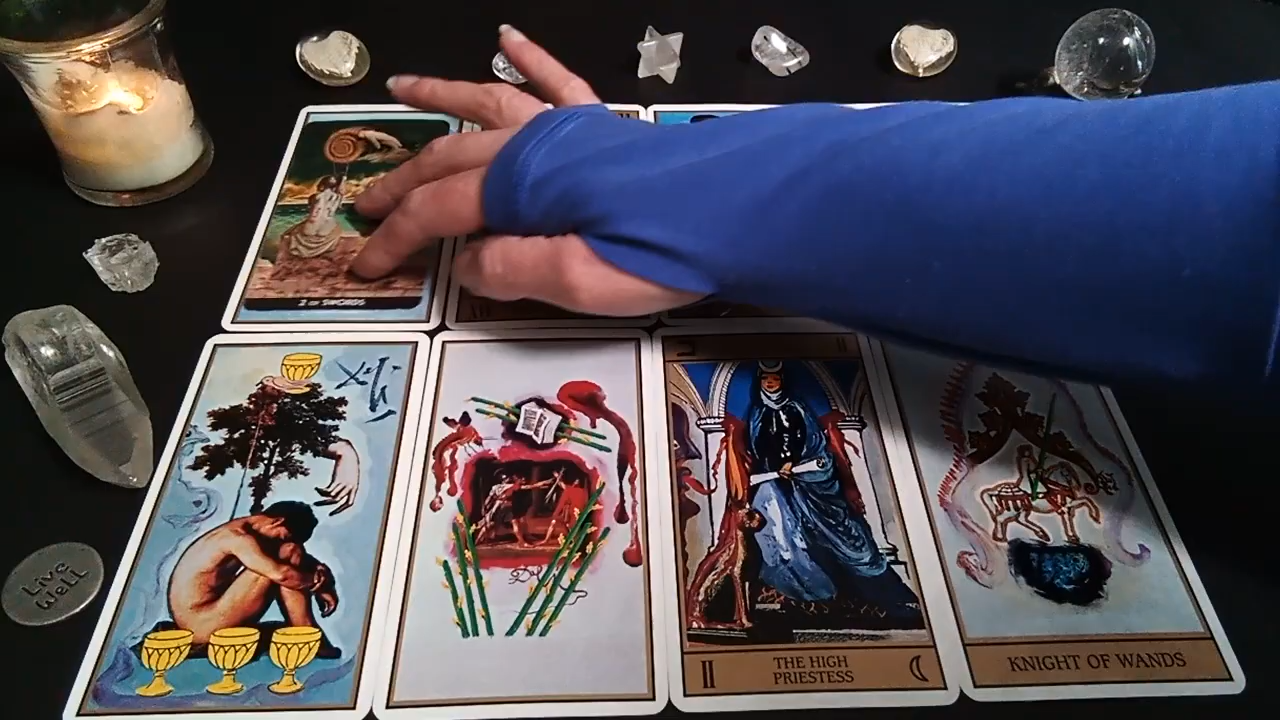 2 OF SWORDS
II
THE HIGH
PRIESTESS
KNIGHT OF WANDS
Live
Well